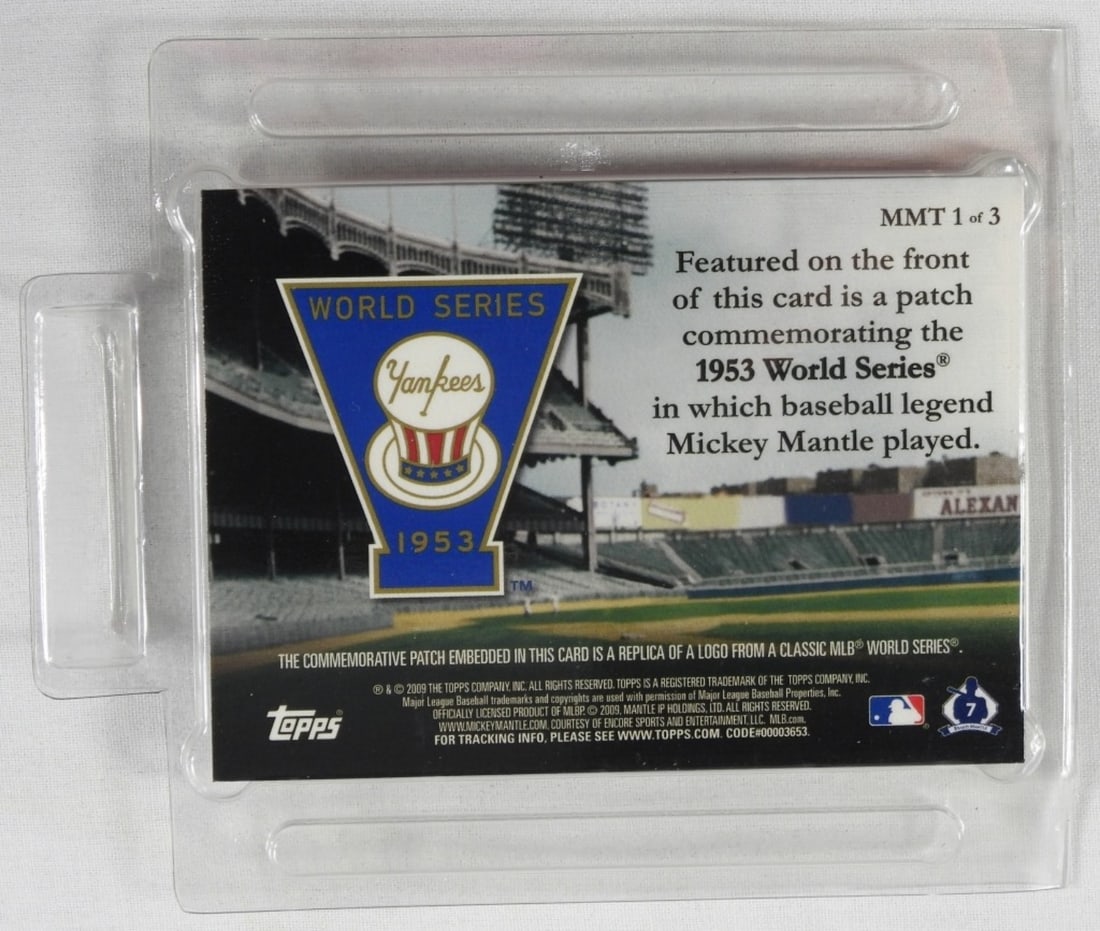 MMT 1 of 3
Featured on the front
of this card is a patch
commemorating the
1953 World Series®
in which baseball legend
Mickey Mantle played.
WORLD SERIES
Yankees
1953
TM
ALEXAN
THE COMMEMORATIVE PATCH EMBEDDED IN THIS CARD IS A REPLICA OF A LOGO FROM A CLASSIC MLB® WORLD SERIES®.
® & © 2009 THE TOPPS COMPANY, INC. ALL RIGHTS RESERVED. TOPPS IS A REGISTERED TRADEMARK OF THE TOPPS COMPANY, INC.
Major League Baseball trademarks and copyrights are used with permission of Major League Baseball Properties, Inc.
OFFICIALLY LICENSED PRODUCT OF MLBP. © 2009, MANTLE IP HOLDINGS, LTD. ALL RIGHTS RESERVED.
WWW.MICKEYMANTLE.COM. COURTESY OF ENCORE SPORTS AND ENTERTAINMENT, LLC. MLB.com.
FOR TRACKING INFO, PLEASE SEE WWW.TOPPS.COM. CODE#00003653.
topps®
7